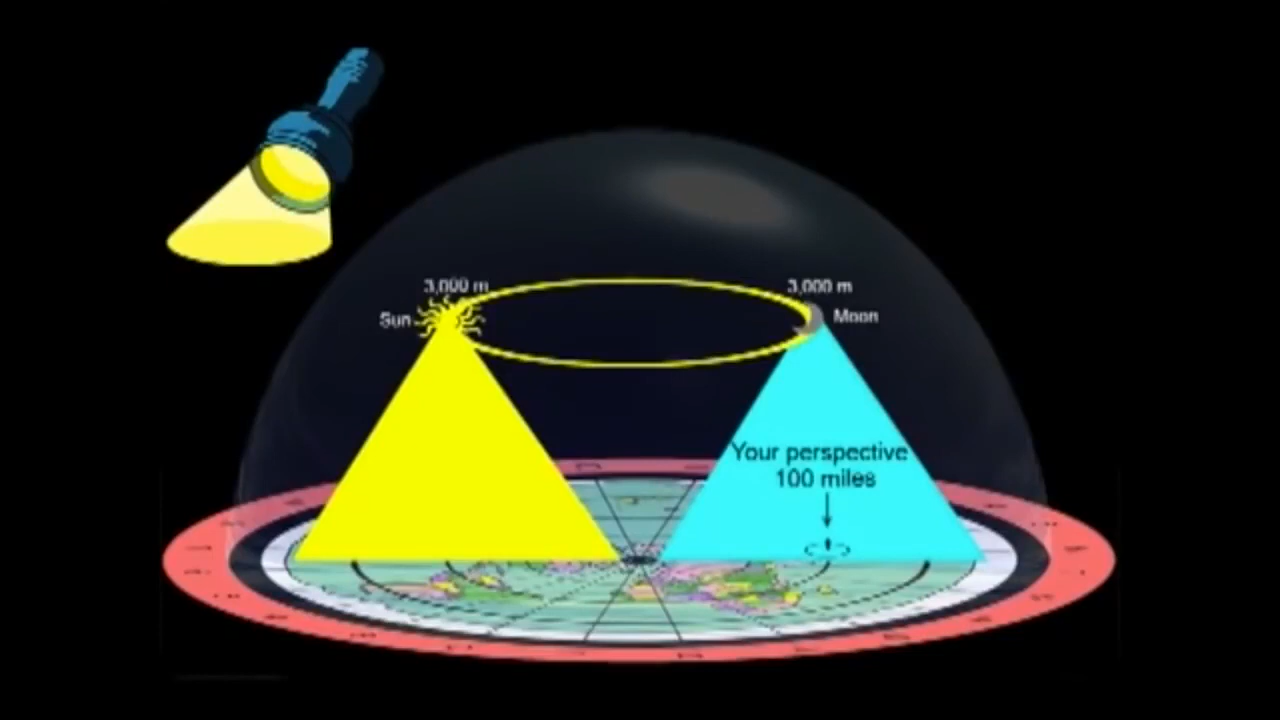 3,000 m
3,000 m
Sun
Moon
Your perspective
100 miles